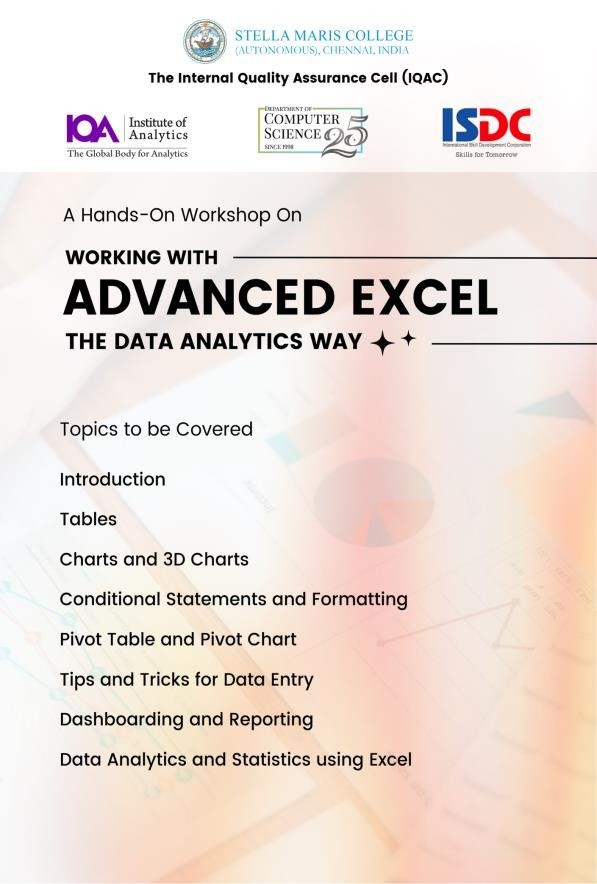 STELLA MARIS COLLEGE
(AUTONOMOUS), CHENNAI, INDIA
The Internal Quality Assurance Cell (IQAC)
IOA Institute of
Analytics
The Global Body for Analytics
DEPARTMENT OF
COMPUTER
SCIENCE 25
SINCE 1998
ISDC
International Skill Development Corporation
Skills for Tomorrow
A Hands-On Workshop On
WORKING WITH
ADVANCED EXCEL
THE DATA ANALYTICS WAY
Topics to be Covered
Introduction
Tables
Charts and 3D Charts
Conditional Statements and Formatting
Pivot Table and Pivot Chart
Tips and Tricks for Data Entry
Dashboarding and Reporting
Data Analytics and Statistics using Excel